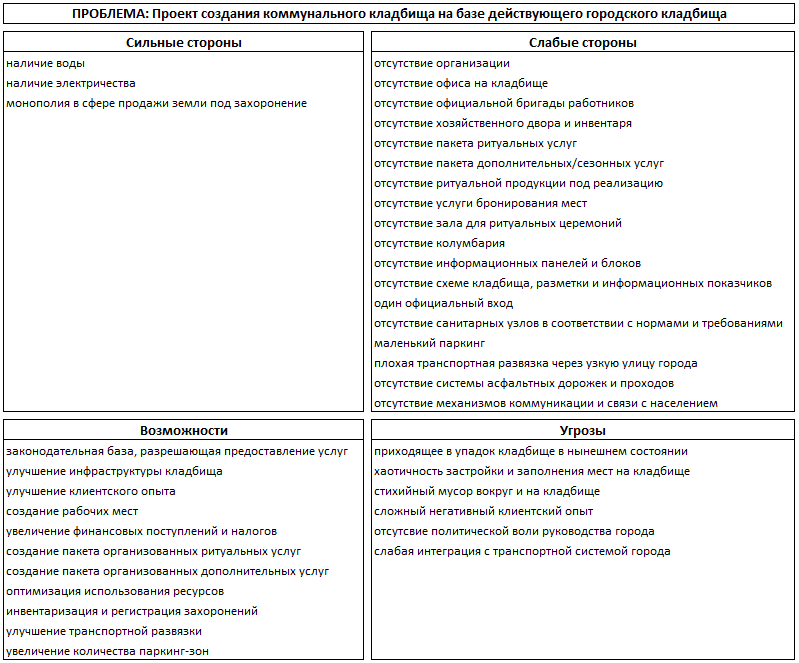 ПРОБЛЕМА: Проект создания коммунального кладбища на базе действующего городского кладбища
Сильные стороны
наличие воды
наличие электричества
монополия в сфере продажи земли под захоронение
Слабые стороны
отсутствие организации
отсутствие офиса на кладбище
отсутствие официальной бригады работников
отсутствие хозяйственного двора и инвентаря
отсутствие пакета ритуальных услуг
отсутствие пакета дополнительных/сезонных услуг
отсутствие ритуальной продукции под реализацию
отсутствие услуги бронирования мест
отсутствие зала для ритуальных церемоний
отсутствие колумбария
отсутствие информационных панелей и блоков
отсутствие схеме кладбища, разметки и информационных показчиков
один официальный вход
отсутствие санитарных узлов в соответствии с нормами и требованиями
маленький паркинг
плохая транспортная развязка через узкую улицу города
отсутствие системы асфальтных дорожек и проходов
отсутствие механизмов коммуникации и связи с населением
Возможности
законодательная база, разрешающая предоставление услуг
улучшение инфраструктуры кладбища
улучшение клиентского опыта
создание рабочих мест
увеличение финансовых поступлений и налогов
создание пакета организованных ритуальных услуг
создание пакета организованных дополнительных услуг
оптимизация использования ресурсов
инвентаризация и регистрация захоронений
улучшение транспортной развязки
увеличение количества паркинг-зон
Угрозы
приходящее в упадок кладбище в нынешнем состоянии
хаотичность застройки и заполнения мест на кладбище
стихийный мусор вокруг и на кладбище
сложный негативный клиентский опыт
отсутсвие политической воли руководства города
слабая интеграция с транспортной системой города